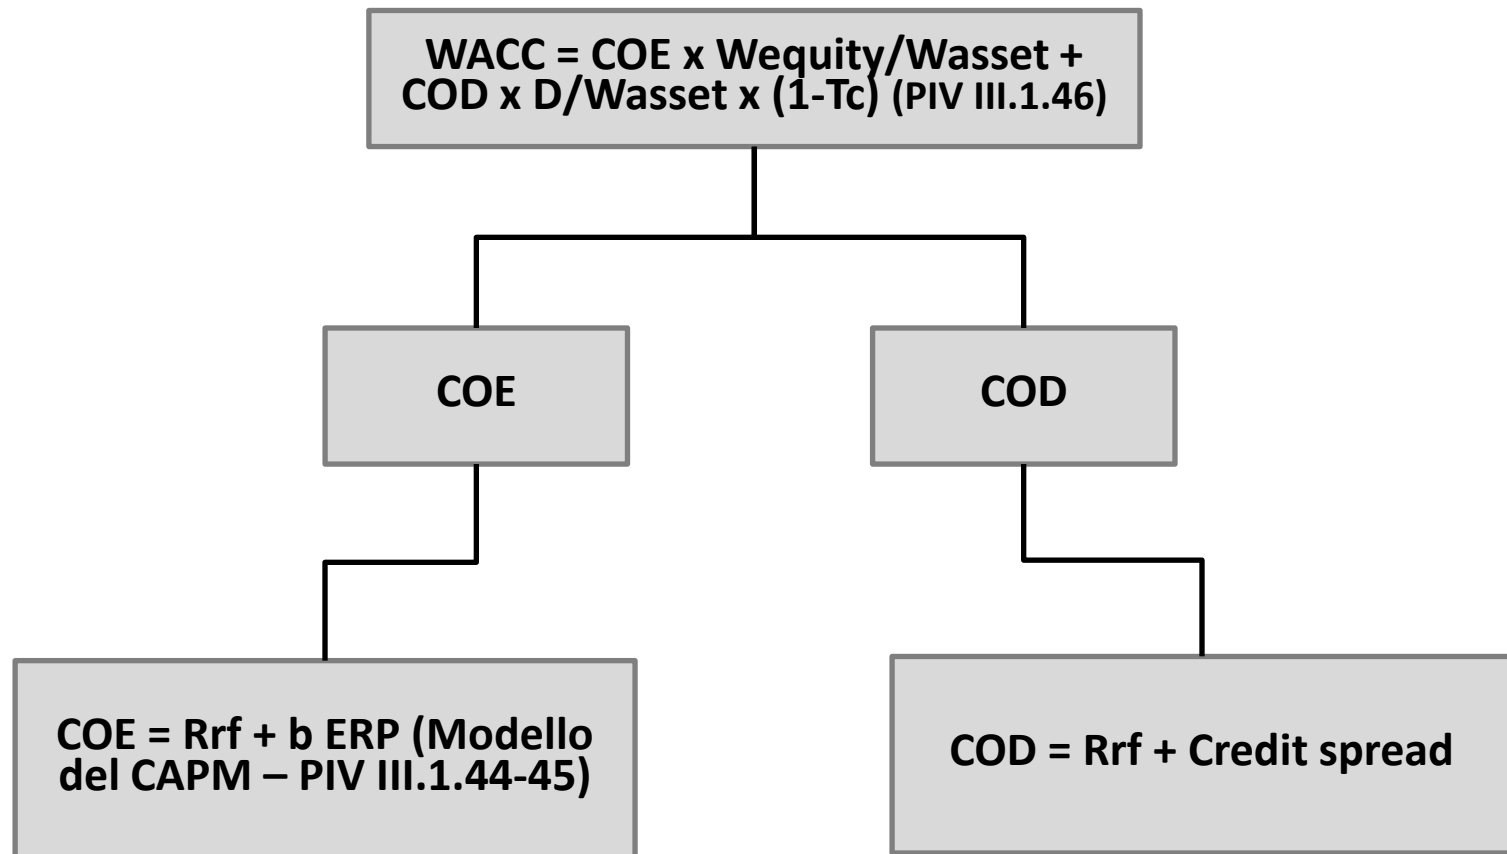 WACC = COE x Wequity/Wasset +
COD x D/Wasset x (1-Tc) (PIV III.1.46)
COE
COD
COE = Rrf + b ERP (Modello
del CAPM – PIV III.1.44-45)
COD = Rrf + Credit spread